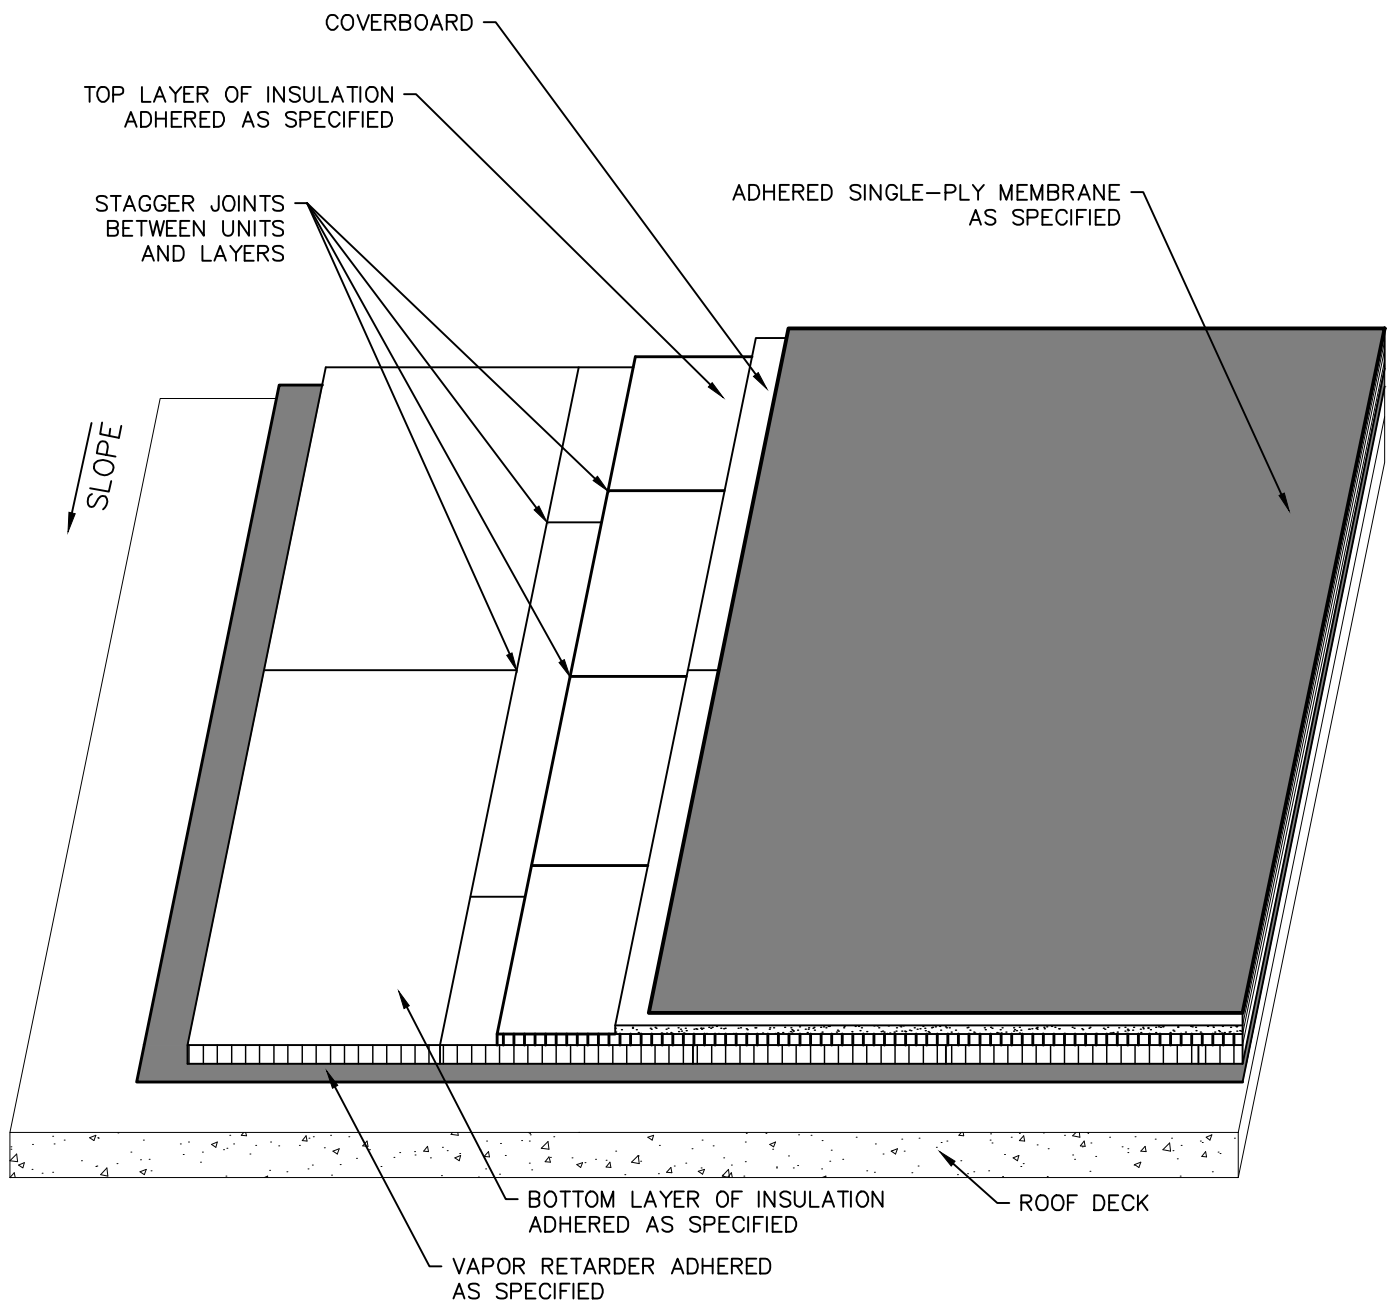 COVERBOARD
TOP LAYER OF INSULATION
ADHERED AS SPECIFIED
STAGGER JOINTS
BETWEEN UNITS
AND LAYERS
ADHERED SINGLE-PLY MEMBRANE
AS SPECIFIED
SLOPE
BOTTOM LAYER OF INSULATION
ADHERED AS SPECIFIED
ROOF DECK
VAPOR RETARDER ADHERED
AS SPECIFIED